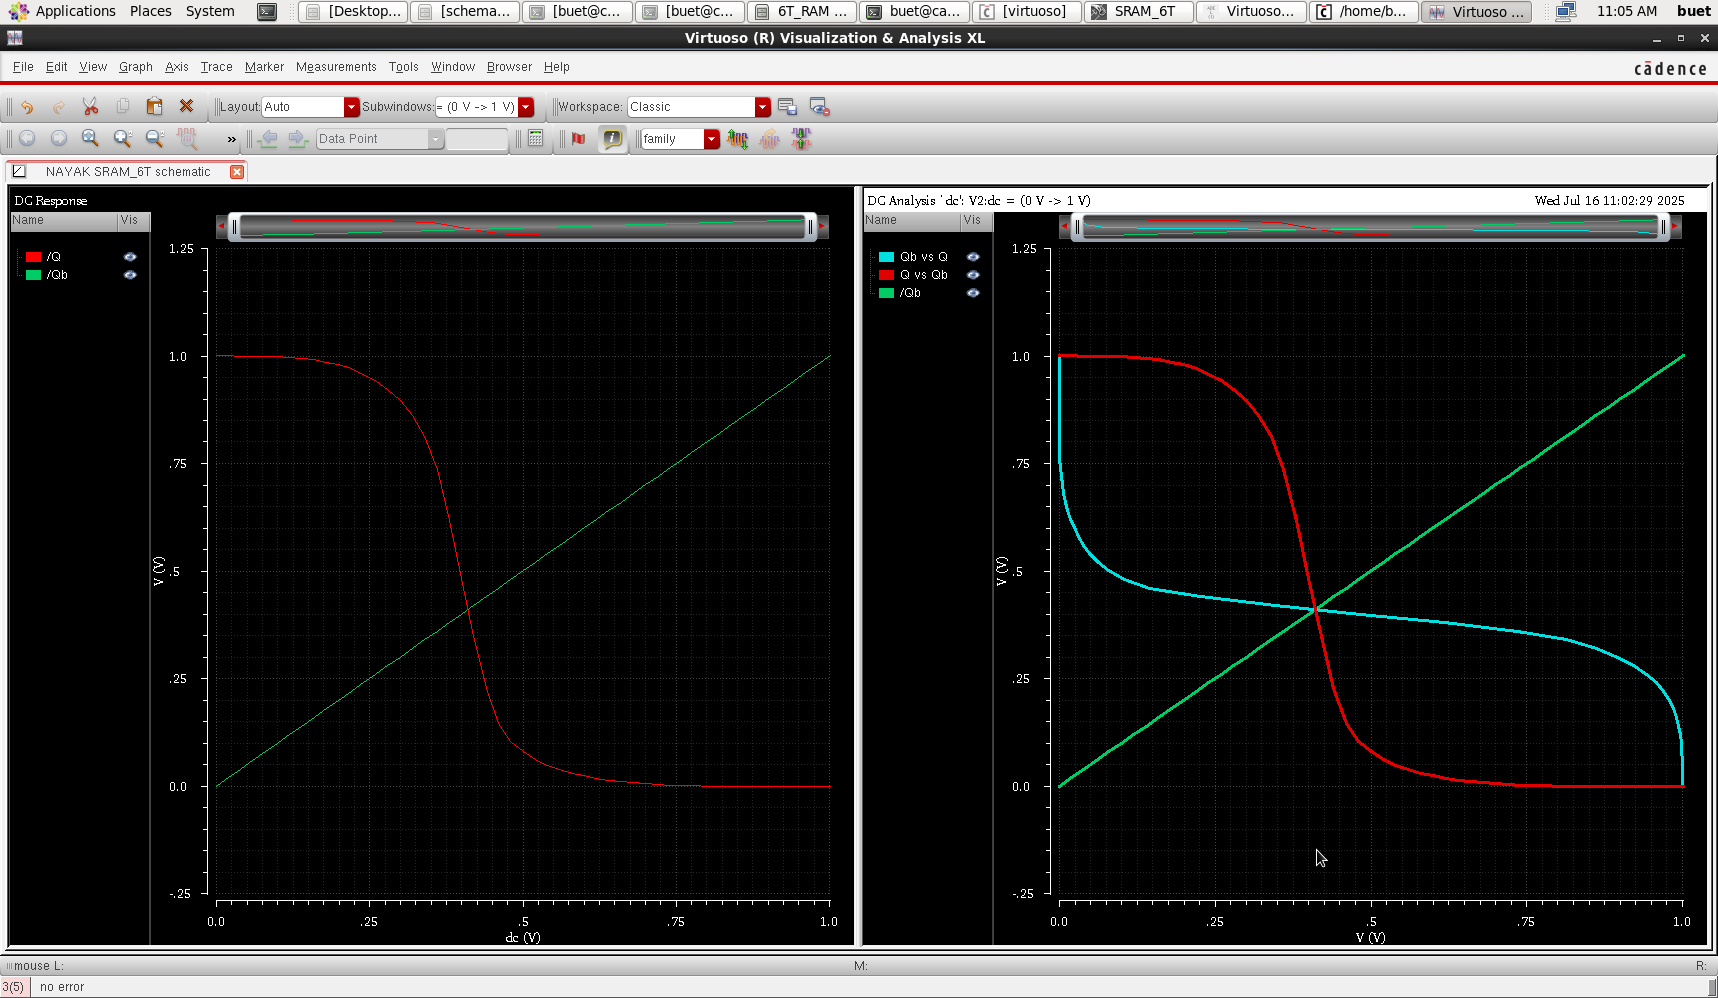 Applications Places System [Desktop... [schema... [buet@c... [buet@c... 6T_RAM ... buet@ca... [virtuoso] SRAM_6T Virtuoso... /home/b... Virtuoso ... 11:05 AM buet
Virtuoso (R) Visualization & Analysis XL
File Edit View Graph Axis Trace Marker Measurements Tools Window Browser Help
cādence
Layout: Auto Subwindows: = (0 V -> 1 V) Workspace: Classic
» Data Point family
NAYAK SRAM_6T schematic
DC Response
Name Vis
/Q
/Qb
1.25
1.0
.75
.5
.25
0.0
-.25
V (V)
0.0 .25 .5 .75 1.0
dc (V)
DC Analysis `dc': V2:dc = (0 V -> 1 V) Wed Jul 16 11:02:29 2025
Name Vis
Qb vs Q
Q vs Qb
/Qb
1.25
1.0
.75
.5
.25
0.0
-.25
V (V)
0.0 .25 .5 .75 1.0
V (V)
mouse L: M: R:
3(5) no error